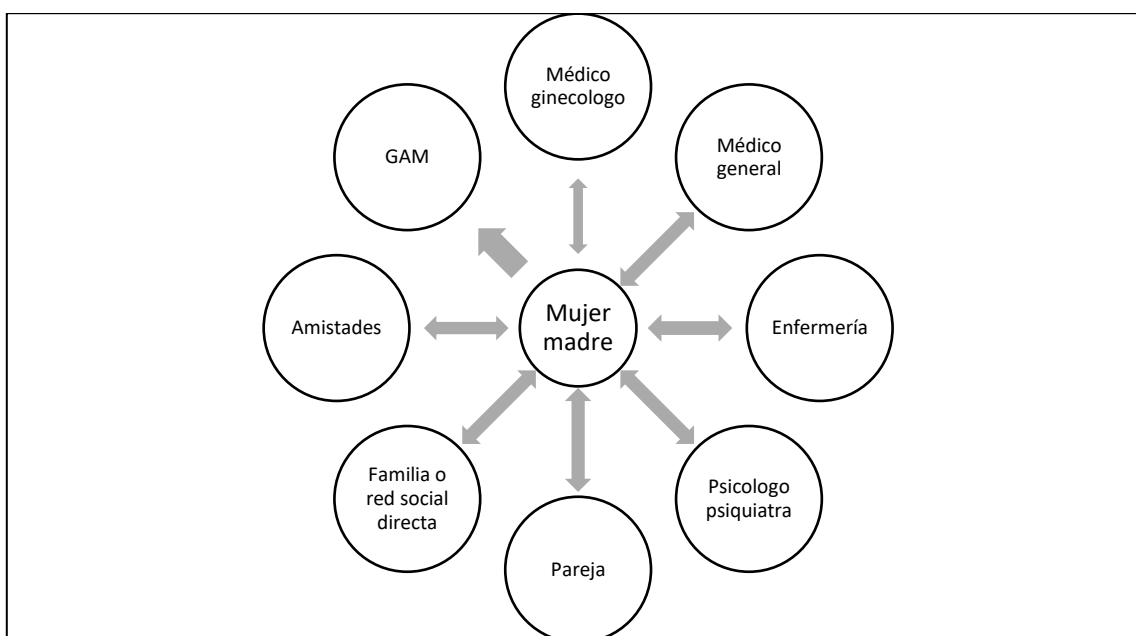 Médico
ginecologo
Médico
general
GAM
Mujer
madre
Amistades
Enfermería
Familia o
red social
directa
Psicologo
psiquiatra
Pareja